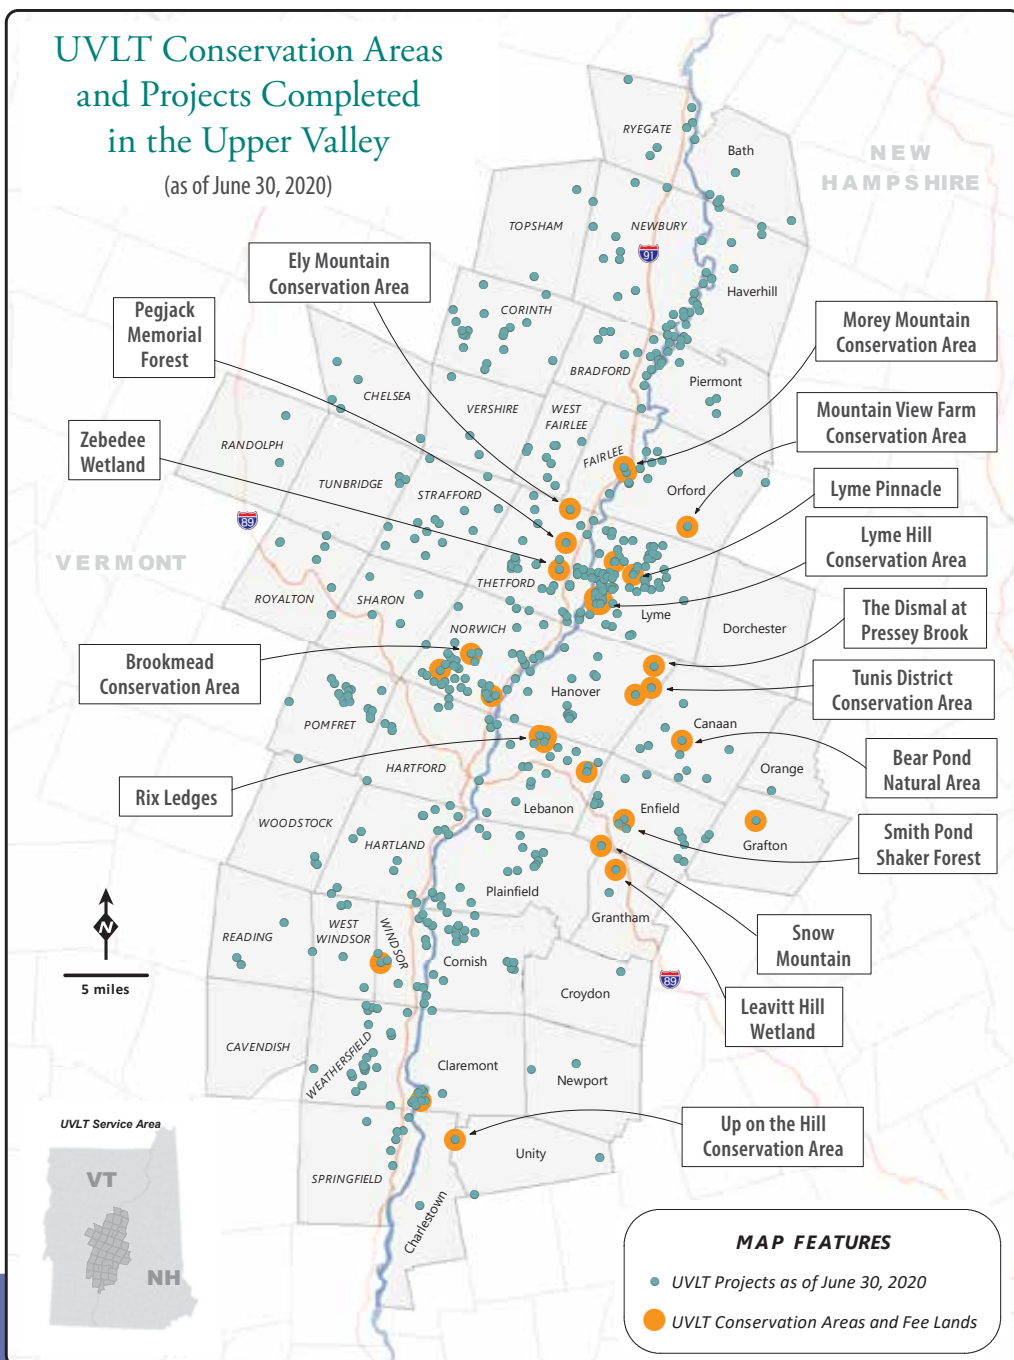 UVLT Conservation Areas
and Projects Completed
in the Upper Valley
(as of June 30, 2020)
NEW
HAMPSHIRE
VERMONT
RYEGATE
Bath
TOPSHAM
NEWBURY
91
Haverhill
CORINTH
BRADFORD
Piermont
CHELSEA
VERSHIRE
WEST
FAIRLEE
FAIRLEE
Orford
RANDOLPH
TUNBRIDGE
STRAFFORD
89
THETFORD
Lyme
Dorchester
ROYALTON
SHARON
NORWICH
Hanover
Canaan
POMFRET
HARTFORD
Orange
Lebanon
Enfield
Grafton
WOODSTOCK
HARTLAND
Plainfield
Grantham
READING
WEST
WINDSOR
WINDSOR
Cornish
Croydon
89
CAVENDISH
WEATHERSFIELD
Claremont
Newport
Unity
SPRINGFIELD
Charlestown
Ely Mountain
Conservation Area
Pegjack
Memorial
Forest
Zebedee
Wetland
Brookmead
Conservation Area
Rix Ledges
Morey Mountain
Conservation Area
Mountain View Farm
Conservation Area
Lyme Pinnacle
Lyme Hill
Conservation Area
The Dismal at
Pressey Brook
Tunis District
Conservation Area
Bear Pond
Natural Area
Smith Pond
Shaker Forest
Snow
Mountain
Leavitt Hill
Wetland
Up on the Hill
Conservation Area
N
5 miles
UVLT Service Area
VT
NH
MAP FEATURES
UVLT Projects as of June 30, 2020
UVLT Conservation Areas and Fee Lands